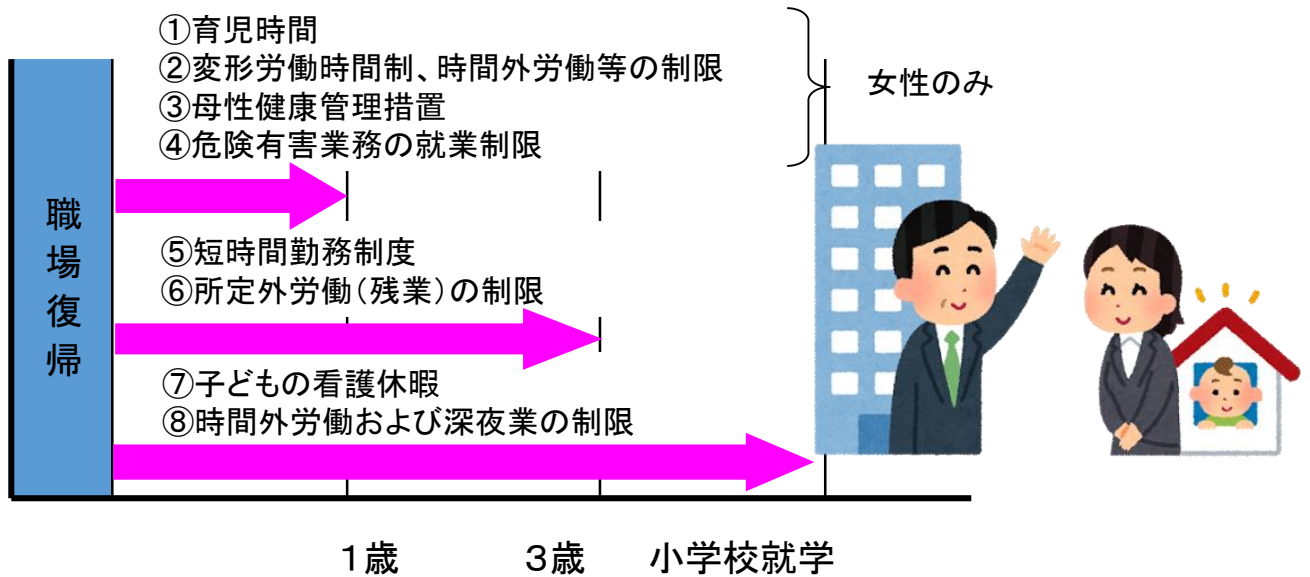 ①育児時間
②変形労働時間制、時間外労働等の制限
③母性健康管理措置
④危険有害業務の就業制限
女性のみ
職場復帰
⑤短時間勤務制度
⑥所定外労働(残業)の制限
⑦子どもの看護休暇
⑧時間外労働および深夜業の制限
1歳
3歳
小学校就学